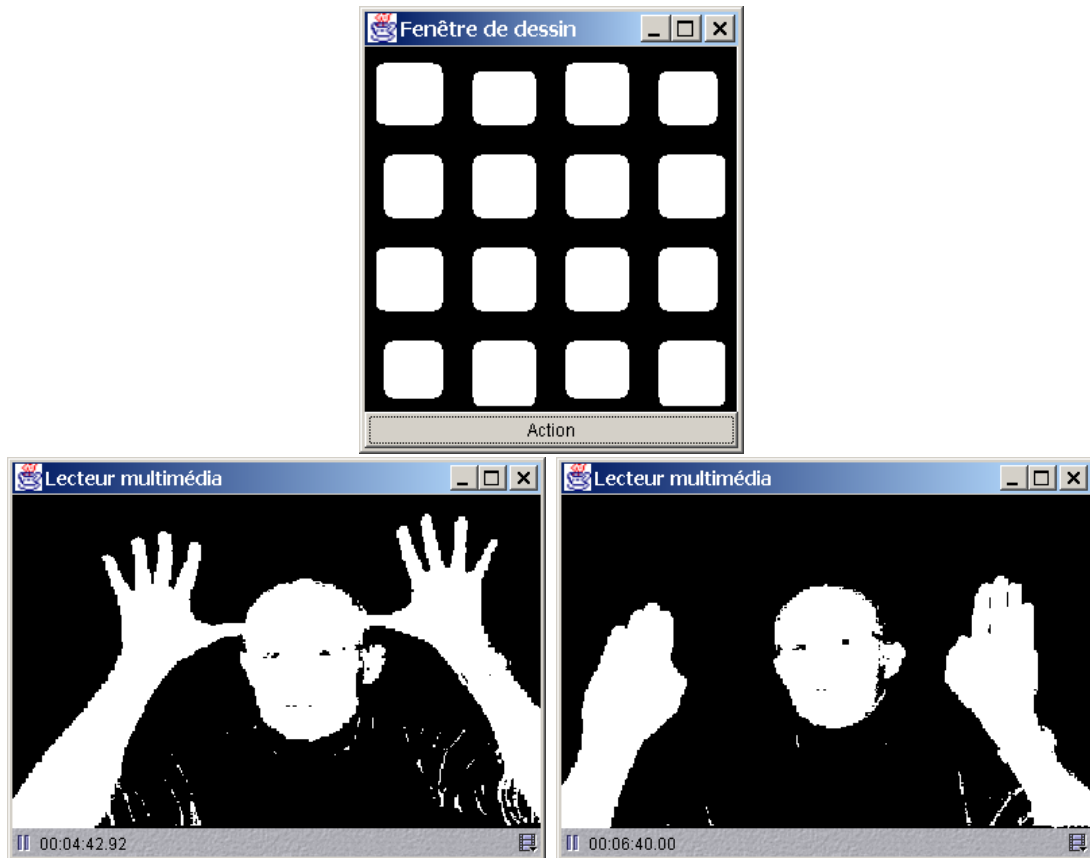 Fenêtre de dessin
Action
Lecteur multimédia
Lecteur multimédia
00:04:42.92
00:06:40.00